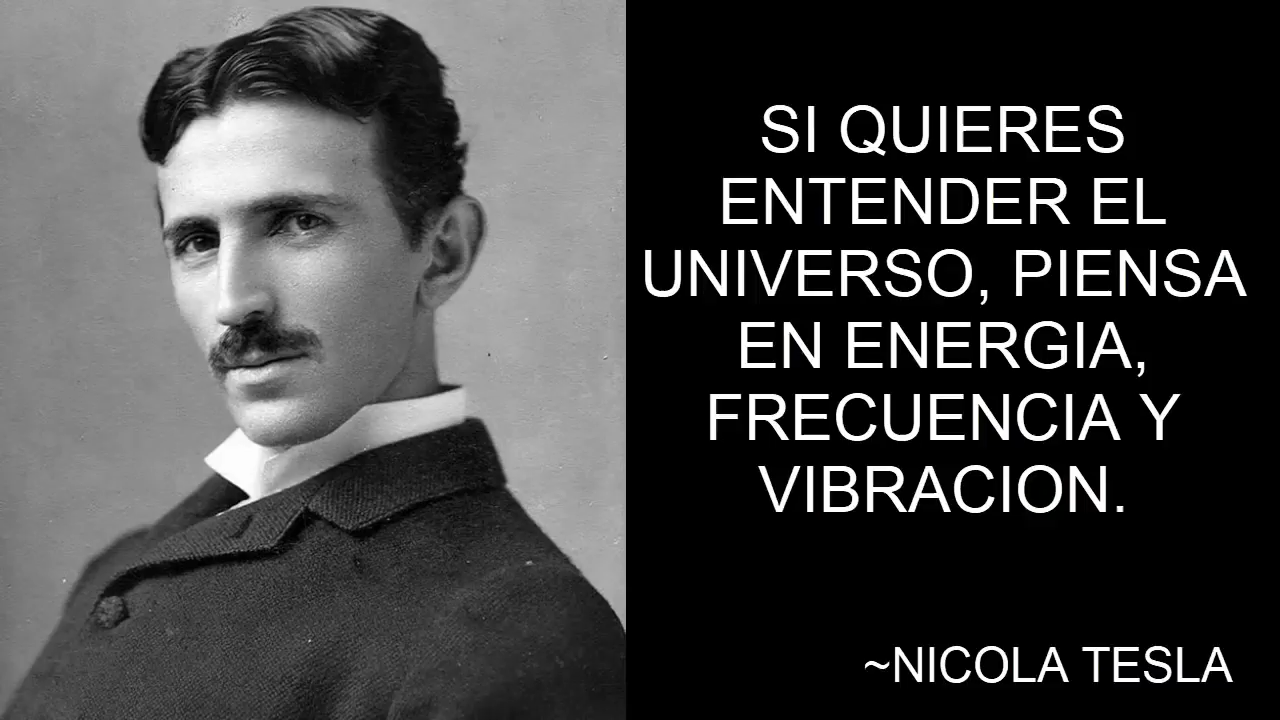 SI QUIERES
ENTENDER EL
UNIVERSO, PIENSA
EN ENERGIA,
FRECUENCIA Y
VIBRACION.
~NICOLA TESLA